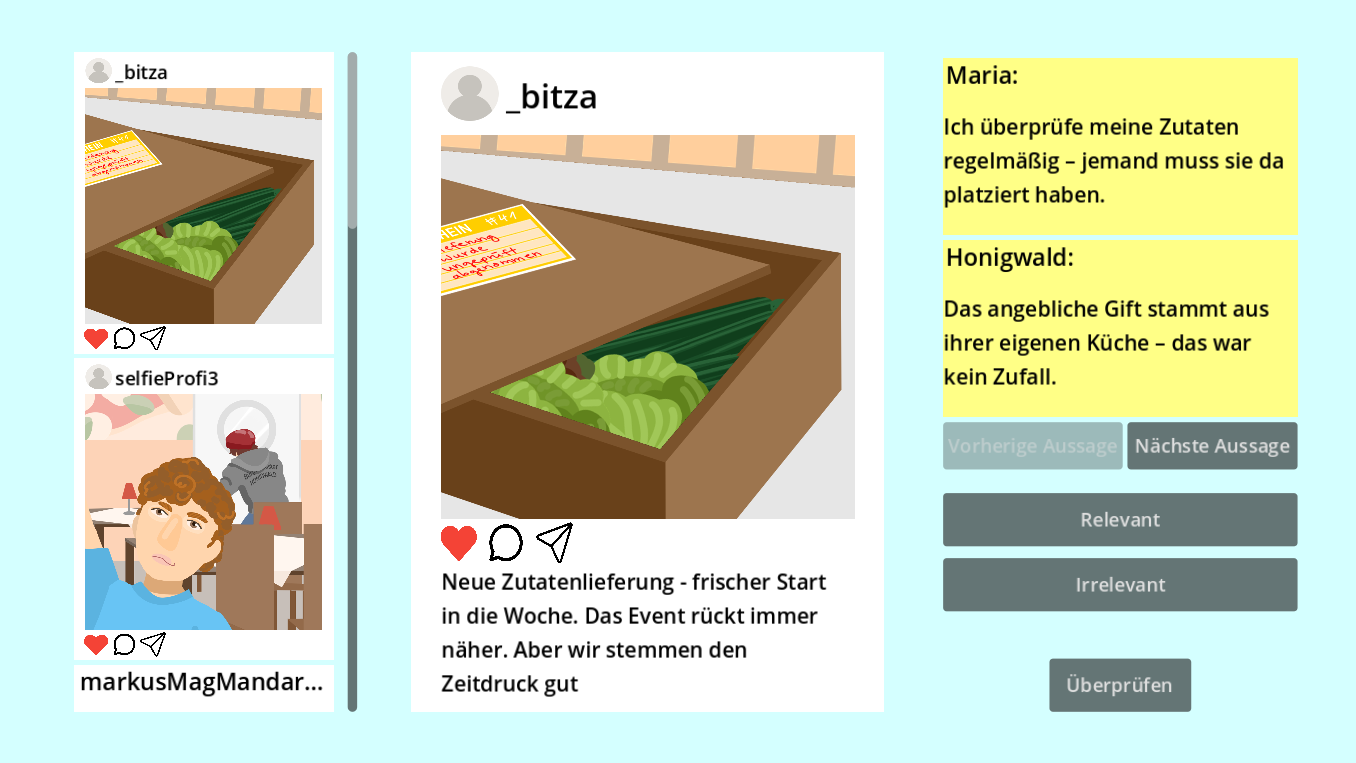 _bitza
#41
selfieProfi3
markusMagMandar...
_bitza
HEIN #41
ieferung
wurde
ungeprüft
abgenommen
Neue Zutatenlieferung - frischer Start
in die Woche. Das Event rückt immer
näher. Aber wir stemmen den
Zeitdruck gut
Maria:
Ich überprüfe meine Zutaten
regelmäßig – jemand muss sie da
platziert haben.
Honigwald:
Das angebliche Gift stammt aus
ihrer eigenen Küche – das war
kein Zufall.
Vorherige Aussage
Nächste Aussage
Relevant
Irrelevant
Überprüfen